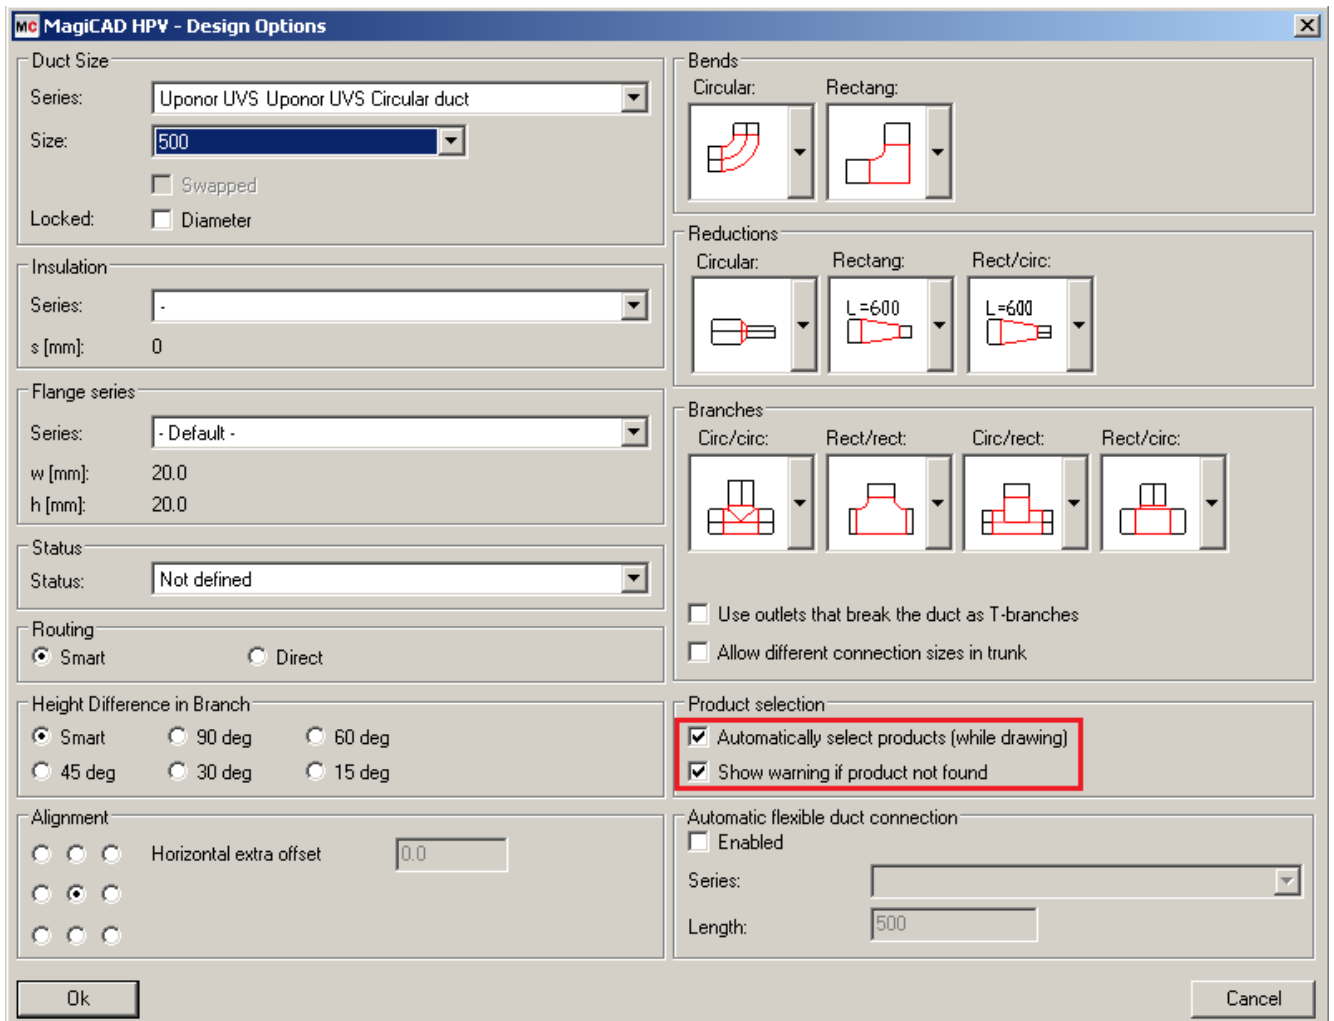 MC MagiCAD HPV - Design Options
Duct Size
Series: Uponor UVS Uponor UVS Circular duct
Size: 500
Swapped
Locked: Diameter
Insulation
Series: -
s [mm]: 0
Flange series
Series: - Default -
w [mm]: 20.0
h [mm]: 20.0
Status
Status: Not defined
Routing
Smart Direct
Height Difference in Branch
Smart 90 deg 60 deg
45 deg 30 deg 15 deg
Alignment
Horizontal extra offset 0.0
Ok
Bends
Circular: Rectang:
Reductions
Circular: Rectang: Rect/circ:
L=600 L=600
Branches
Circ/circ: Rect/rect: Circ/rect: Rect/circ:
Use outlets that break the duct as T-branches
Allow different connection sizes in trunk
Product selection
Automatically select products (while drawing)
Show warning if product not found
Automatic flexible duct connection
Enabled
Series:
Length: 500
Cancel